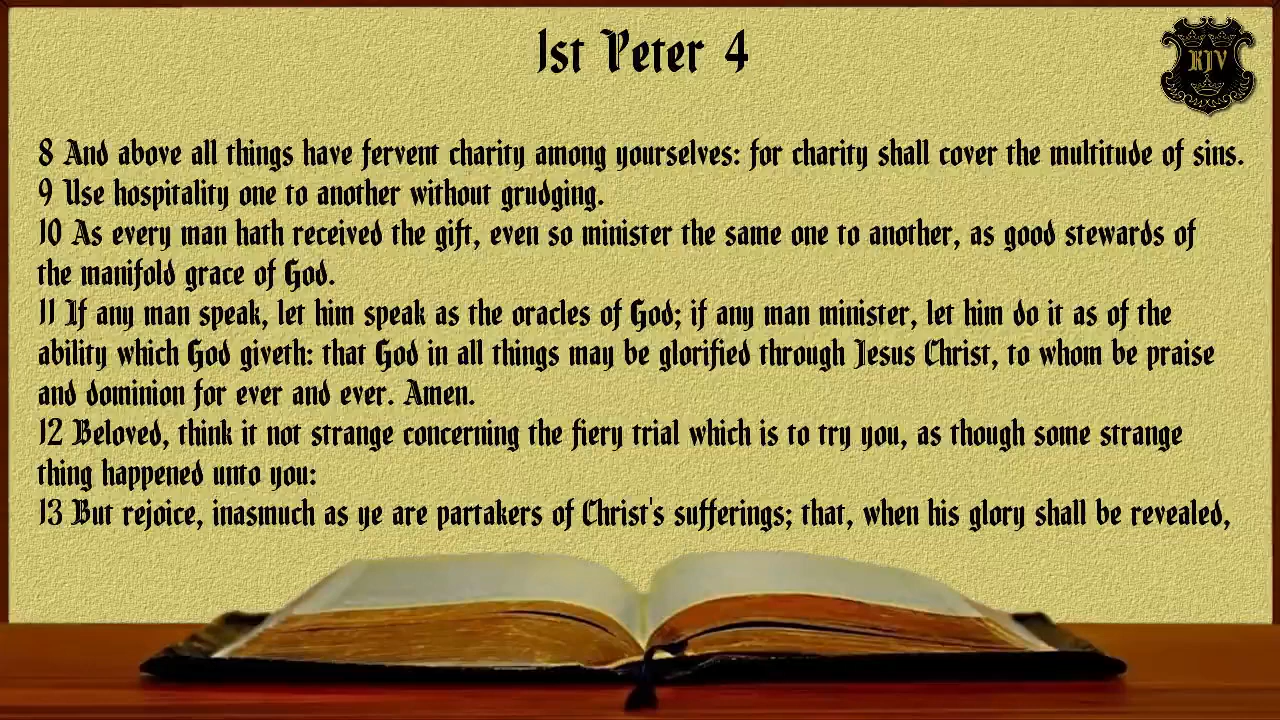 1st Peter 4
KJV
8 And above all things have fervent charity among yourselves: for charity shall cover the multitude of sins.
9 Use hospitality one to another without grudging.
10 As every man hath received the gift, even so minister the same one to another, as good stewards of
the manifold grace of God.
11 If any man speak, let him speak as the oracles of God; if any man minister, let him do it as of the
ability which God giveth: that God in all things may be glorified through Jesus Christ, to whom be praise
and dominion for ever and ever. Amen.
12 Beloved, think it not strange concerning the fiery trial which is to try you, as though some strange
thing happened unto you:
13 But rejoice, inasmuch as ye are partakers of Christ's sufferings; that, when his glory shall be revealed,